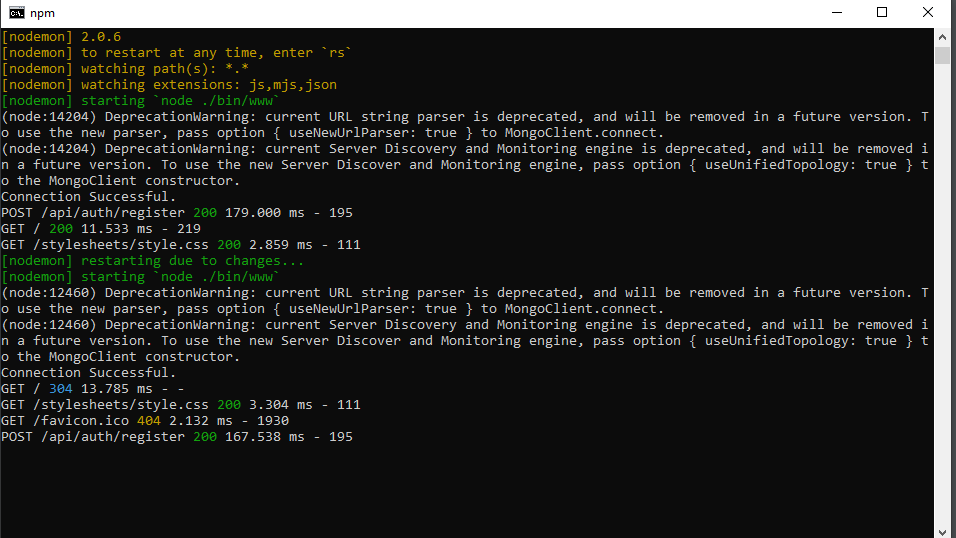 npm
[nodemon] 2.0.6
[nodemon] to restart at any time, enter `rs`
[nodemon] watching path(s): *.*
[nodemon] watching extensions: js,mjs,json
[nodemon] starting `node ./bin/www`
(node:14204) DeprecationWarning: current URL string parser is deprecated, and will be removed in a future version. T
o use the new parser, pass option { useNewUrlParser: true } to MongoClient.connect.
(node:14204) DeprecationWarning: current Server Discovery and Monitoring engine is deprecated, and will be removed i
n a future version. To use the new Server Discover and Monitoring engine, pass option { useUnifiedTopology: true } t
o the MongoClient constructor.
Connection Successful.
POST /api/auth/register 200 179.000 ms - 195
GET / 200 11.533 ms - 219
GET /stylesheets/style.css 200 2.859 ms - 111
[nodemon] restarting due to changes...
[nodemon] starting `node ./bin/www`
(node:12460) DeprecationWarning: current URL string parser is deprecated, and will be removed in a future version. T
o use the new parser, pass option { useNewUrlParser: true } to MongoClient.connect.
(node:12460) DeprecationWarning: current Server Discovery and Monitoring engine is deprecated, and will be removed i
n a future version. To use the new Server Discover and Monitoring engine, pass option { useUnifiedTopology: true } t
o the MongoClient constructor.
Connection Successful.
GET / 304 13.785 ms - -
GET /stylesheets/style.css 200 3.304 ms - 111
GET /favicon.ico 404 2.132 ms - 1930
POST /api/auth/register 200 167.538 ms - 195